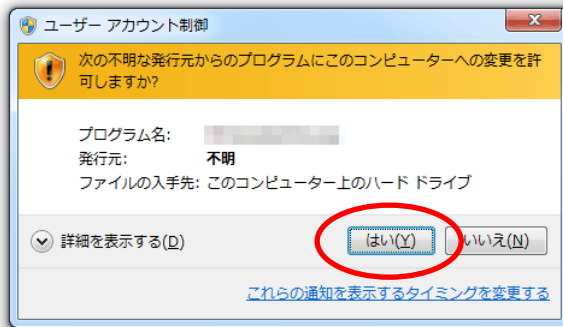 ユーザー アカウント制御
次の不明な発行元からのプログラムにこのコンピューターへの変更を許
可しますか?
プログラム名:
発行元: 不明
ファイルの入手先: このコンピューター上のハード ドライブ
詳細を表示する(D) はい(Y) いいえ(N)
これらの通知を表示するタイミングを変更する